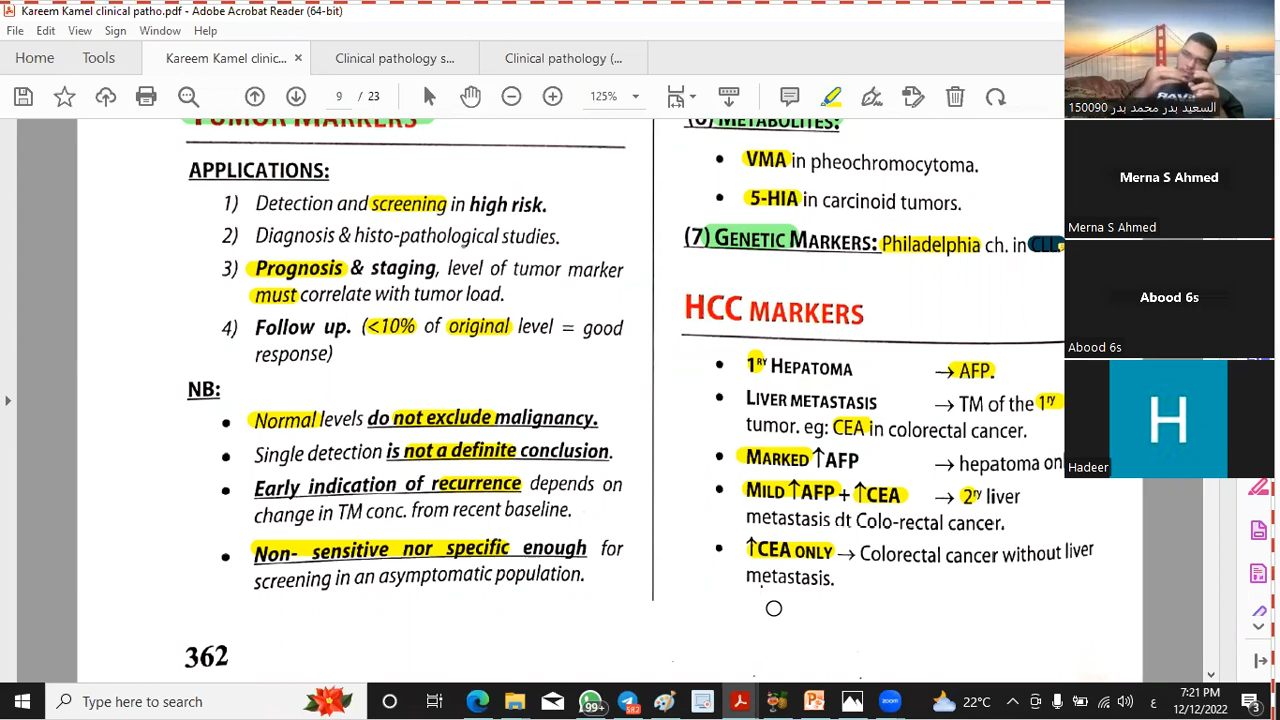 Kareem Kamel clinical patho.pdf - Adobe Acrobat Reader (64-bit)
File Edit View Sign Window Help
Home Tools Kareem Kamel clinic... × Clinical pathology s... Clinical pathology (...
9 / 23 125%
TUMOR MARKERS
APPLICATIONS:
1) Detection and screening in high risk.
2) Diagnosis & histo-pathological studies.
3) Prognosis & staging, level of tumor marker
must correlate with tumor load.
4) Follow up. (<10% of original level = good
response)
NB:
• Normal levels do not exclude malignancy.
• Single detection is not a definite conclusion.
• Early indication of recurrence depends on
change in TM conc. from recent baseline.
• Non- sensitive nor specific enough for
screening in an asymptomatic population.
362
(6) METABOLITES:
• VMA in pheochromocytoma.
• 5-HIA in carcinoid tumors.
(7) GENETIC MARKERS: Philadelphia ch. in CLL.
HCC MARKERS
• 1RY HEPATOMA → AFP.
• LIVER METASTASIS → TM of the 1ry
tumor. eg: CEA in colorectal cancer.
• MARKED ↑AFP → hepatoma onl
• MILD ↑AFP + ↑CEA → 2ry liver
metastasis dt Colo-rectal cancer.
• ↑CEA ONLY → Colorectal cancer without liver
metastasis.
السعيد بدر محمد بدر 150090
Merna S Ahmed
Merna S Ahmed
Abood 6s
Abood 6s
H
Hadeer
Type here to search
99+
582
zoom
22°C
ع
7:21 PM
12/12/2022
3